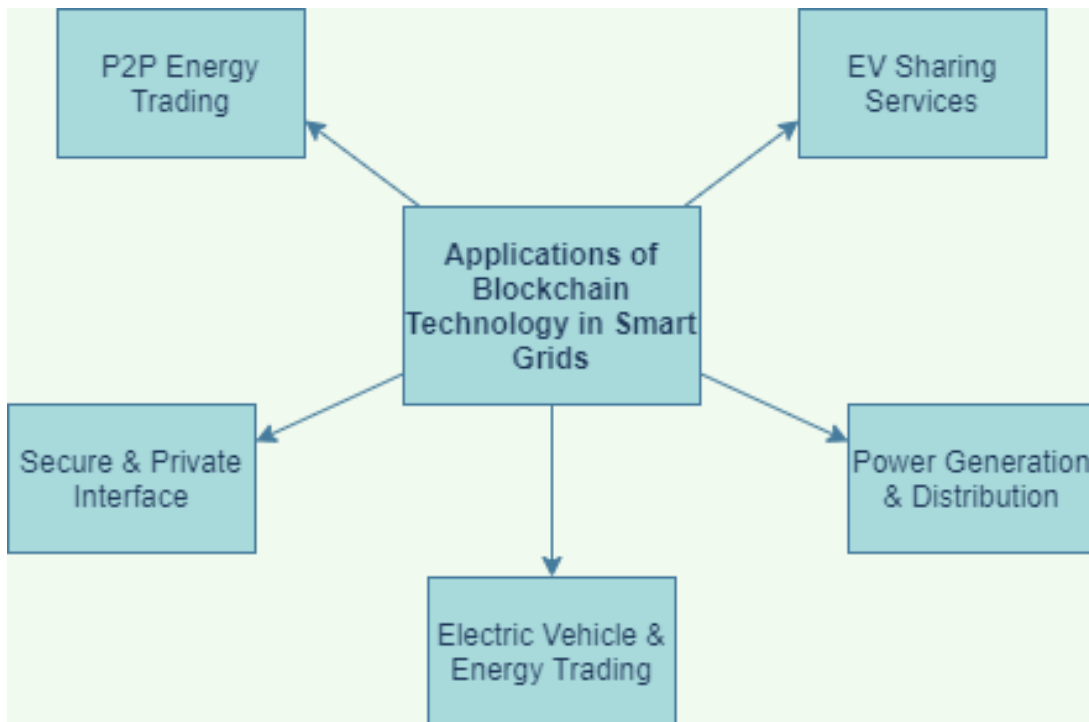 P2P Energy
Trading
EV Sharing
Services
Applications of
Blockchain
Technology in Smart
Grids
Secure & Private
Interface
Power Generation
& Distribution
Electric Vehicle &
Energy Trading